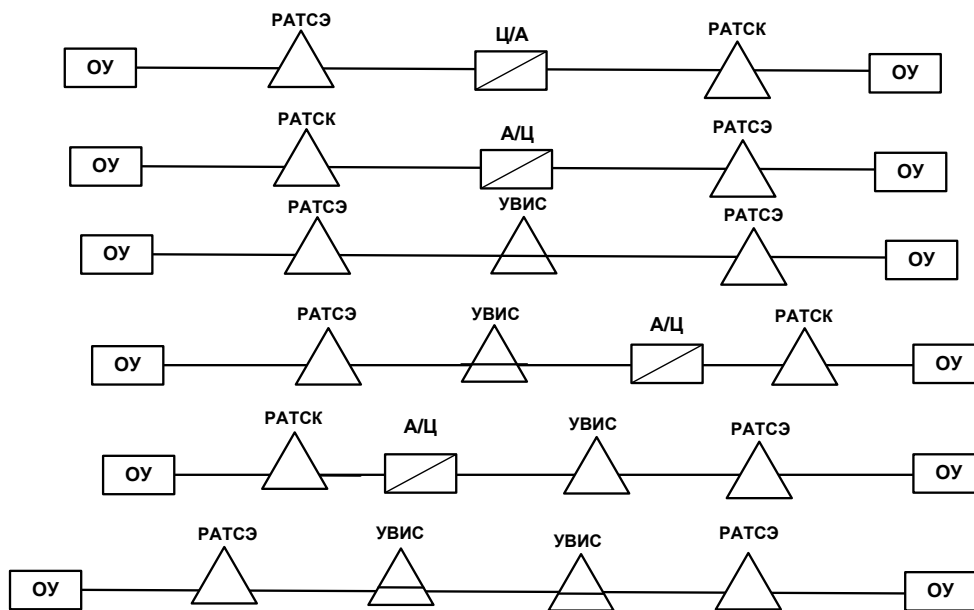 РАТСЭ Ц/А РАТСК
ОУ ОУ
РАТСК А/Ц РАТСЭ
ОУ ОУ
РАТСЭ УВИС РАТСЭ
ОУ ОУ
РАТСЭ УВИС А/Ц РАТСК
ОУ ОУ
РАТСК А/Ц УВИС РАТСЭ
ОУ ОУ
РАТСЭ УВИС УВИС РАТСЭ
ОУ ОУ